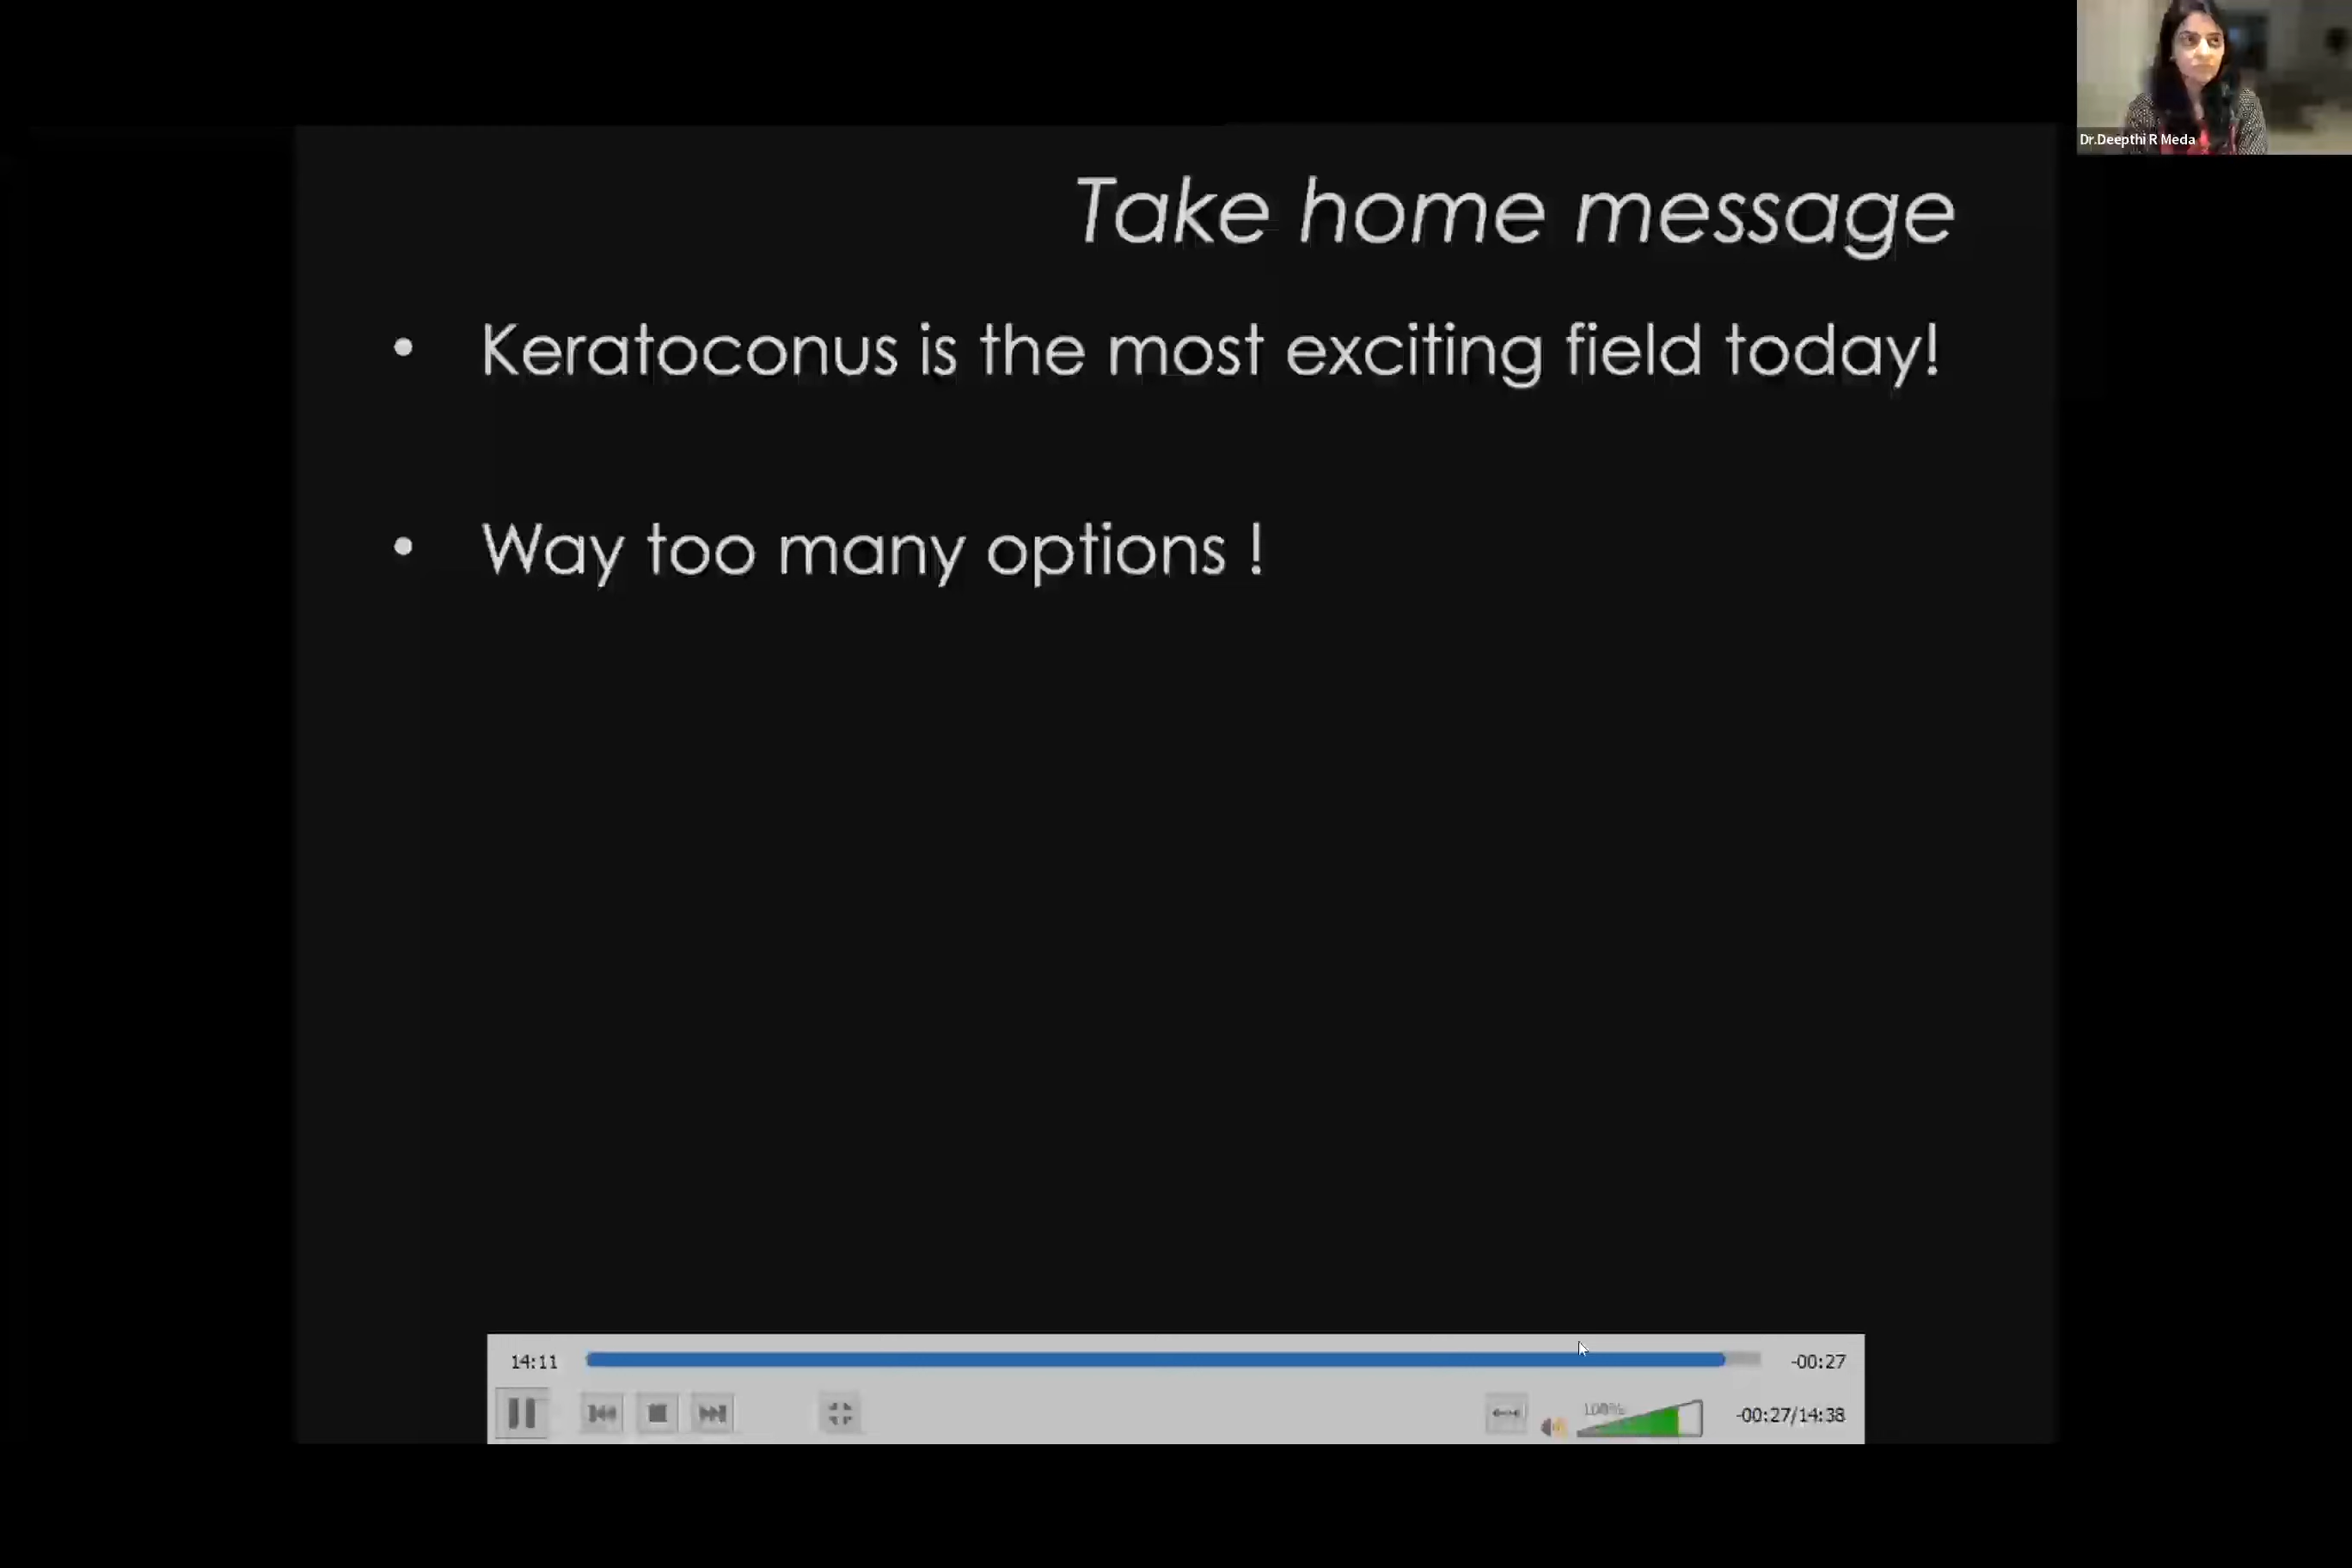 Dr.Deepthi R Meda
Take home message
• Keratoconus is the most exciting field today!
• Way too many options !
14:11
-00:27
100%
-00:27/14:38